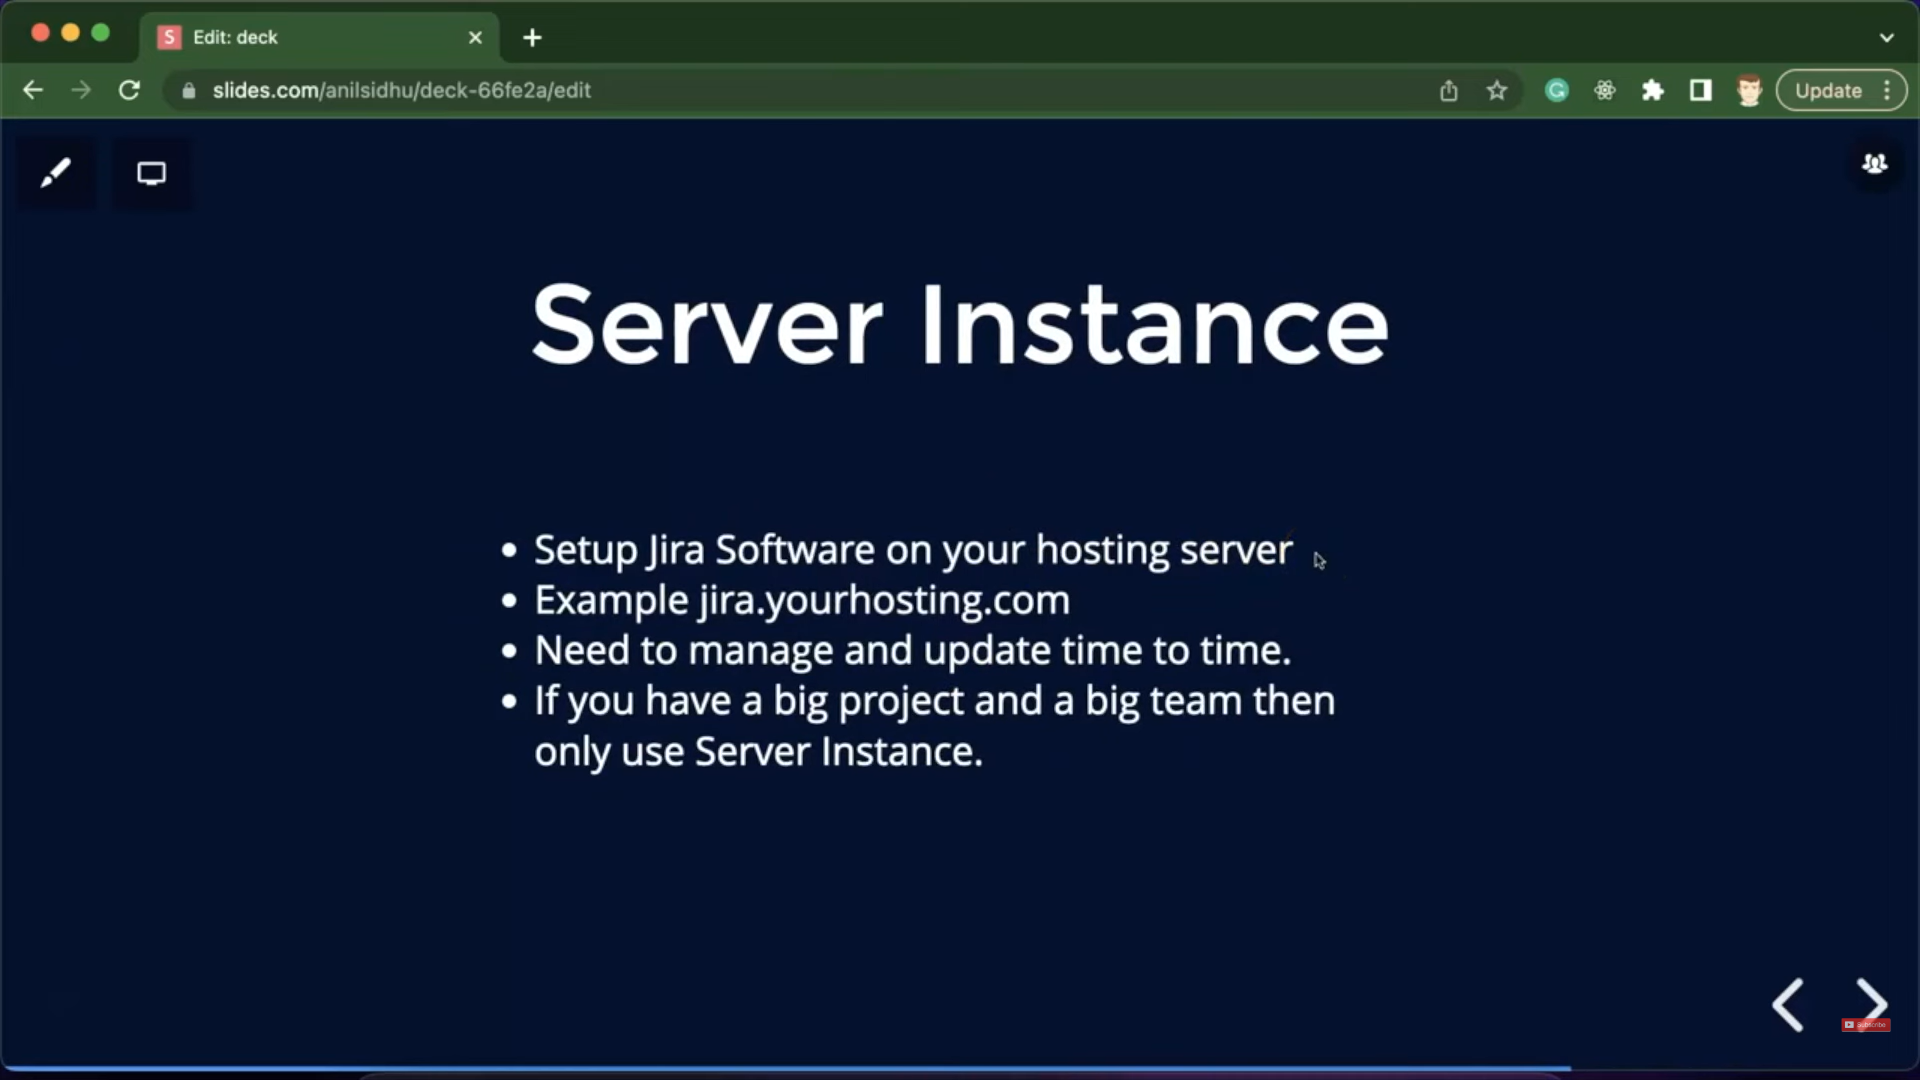 S Edit: deck
slides.com/anilsidhu/deck-66fe2a/edit
Update
Server Instance
• Setup Jira Software on your hosting server
• Example jira.yourhosting.com
• Need to manage and update time to time.
• If you have a big project and a big team then
only use Server Instance.
Subscribe